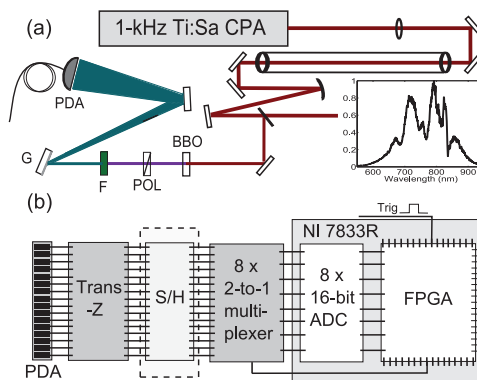 (a)
1-kHz Ti:Sa CPA
PDA
G
F
POL
BBO
1
0.8
0.6
0.4
0.2
0
600 700 800 900
Wavelength (nm)
(b)
Trig
NI 7833R
Trans
-Z
S/H
8 x
2-to-1
multi-
plexer
8 x
16-bit
ADC
FPGA
PDA